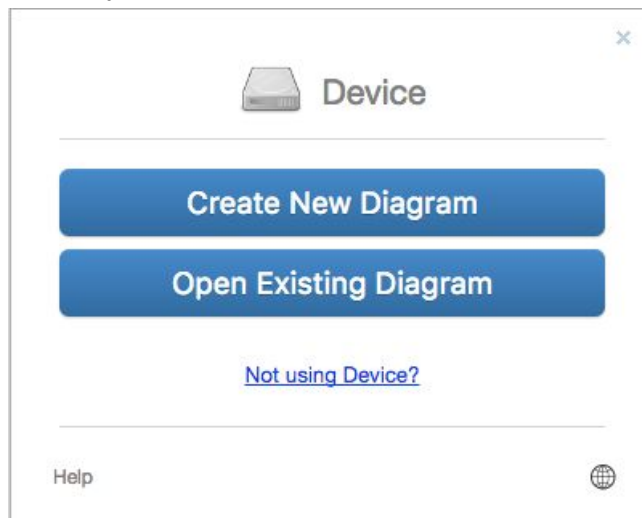 Device
Create New Diagram
Open Existing Diagram
Not using Device?
Help